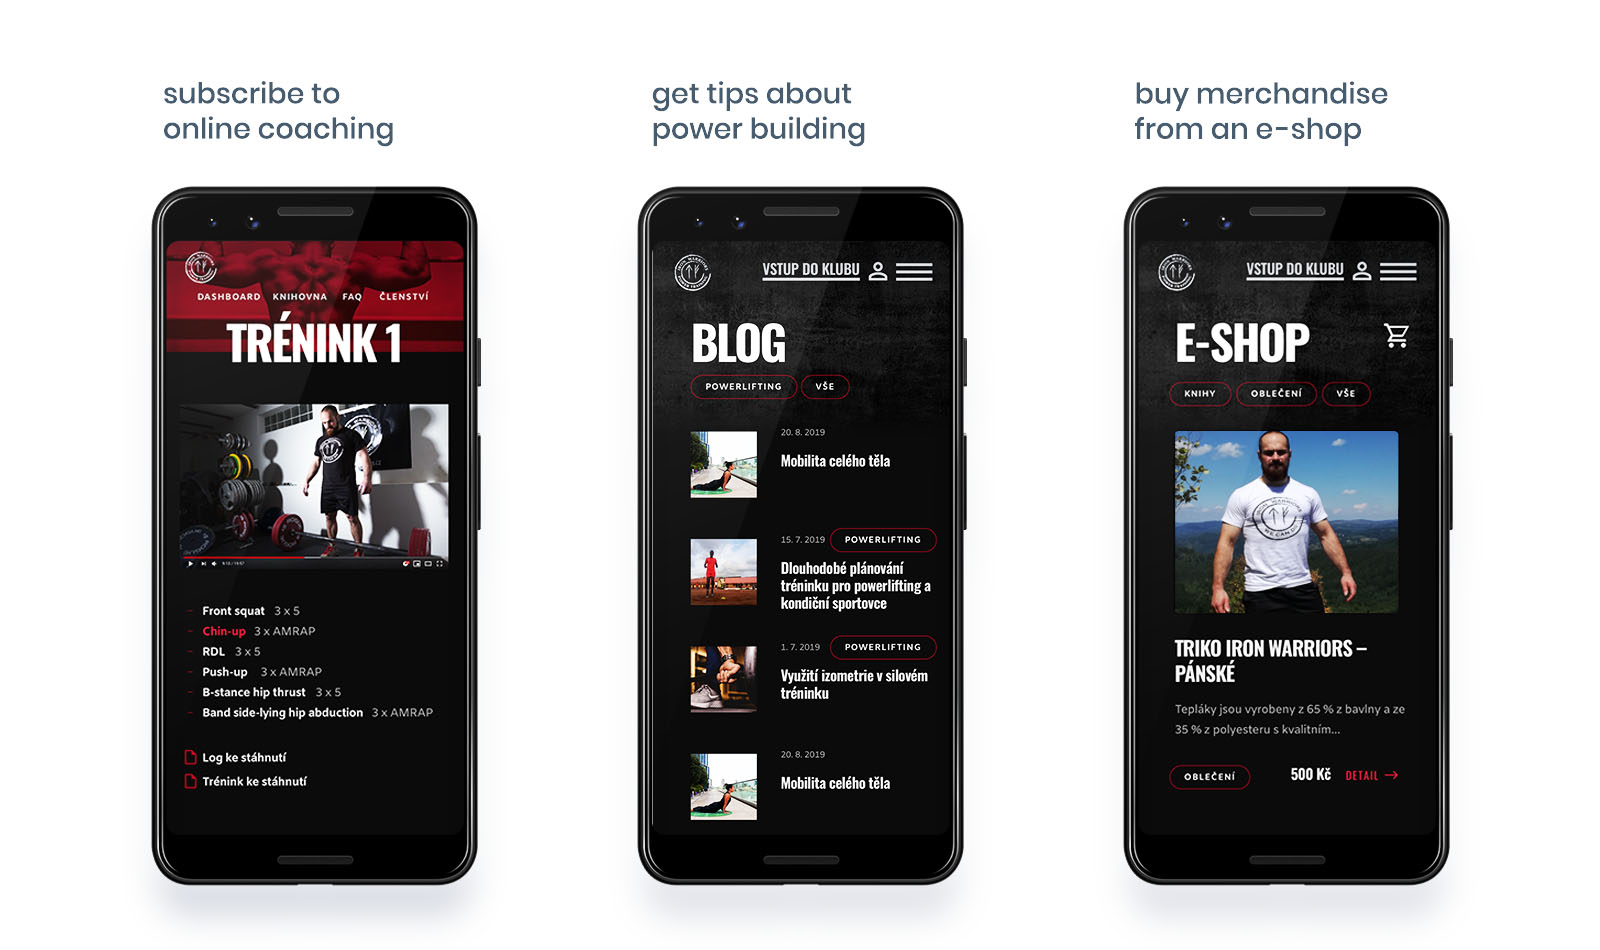 subscribe to
online coaching
get tips about
power building
buy merchandise
from an e-shop
DASHBOARD KNIHOVNA FAQ ČLENSTVÍ
TRÉNINK 1
Front squat 3 x 5
Chin-up 3 x AMRAP
RDL 3 x 5
Push-up 3 x AMRAP
B-stance hip thrust 3 x 5
Band side-lying hip abduction 3 x AMRAP
Log ke stáhnutí
Trénink ke stáhnutí
VSTUP DO KLUBU
BLOG
POWERLIFTING VŠE
20. 8. 2019
Mobilita celého těla
15. 7. 2019 POWERLIFTING
Dlouhodobé plánování
tréninku pro powerlifting a
kondiční sportovce
1. 7. 2019 POWERLIFTING
Využití izometrie v silovém
tréninku
20. 8. 2019
Mobilita celého těla
VSTUP DO KLUBU
E-SHOP
KNIHY OBLEČENÍ VŠE
TRIKO IRON WARRIORS –
PÁNSKÉ
Tepláky jsou vyrobeny z 65 % z bavlny a ze
35 % z polyesteru s kvalitním...
OBLEČENÍ 500 Kč DETAIL →